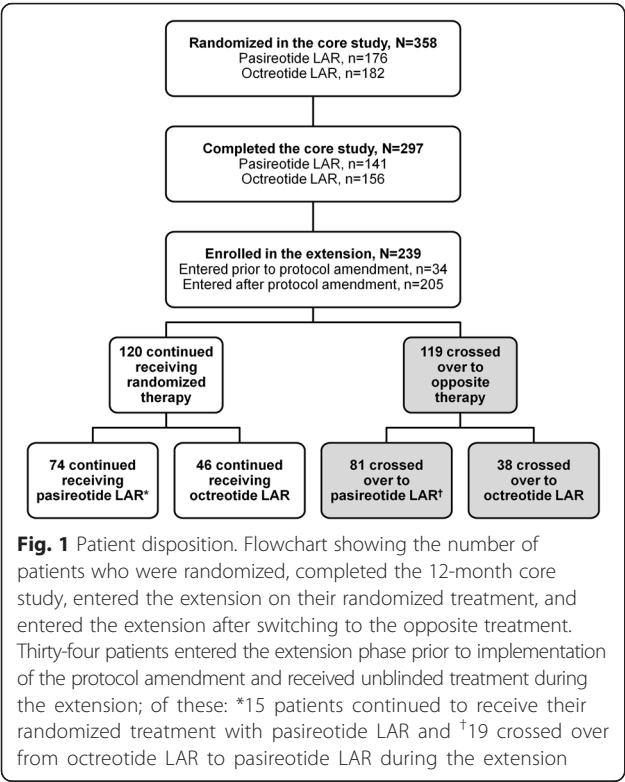 Randomized in the core study, N=358
Pasireotide LAR, n=176
Octreotide LAR, n=182
Completed the core study, N=297
Pasireotide LAR, n=141
Octreotide LAR, n=156
Enrolled in the extension, N=239
Entered prior to protocol amendment, n=34
Entered after protocol amendment, n=205
120 continued
receiving
randomized
therapy
119 crossed
over to
opposite
therapy
74 continued
receiving
pasireotide LAR*
46 continued
receiving
octreotide LAR
81 crossed
over to
pasireotide LAR†
38 crossed
over to
octreotide LAR
Fig. 1 Patient disposition. Flowchart showing the number of
patients who were randomized, completed the 12-month core
study, entered the extension on their randomized treatment, and
entered the extension after switching to the opposite treatment.
Thirty-four patients entered the extension phase prior to implementation
of the protocol amendment and received unblinded treatment during
the extension; of these: *15 patients continued to receive their
randomized treatment with pasireotide LAR and †19 crossed over
from octreotide LAR to pasireotide LAR during the extension